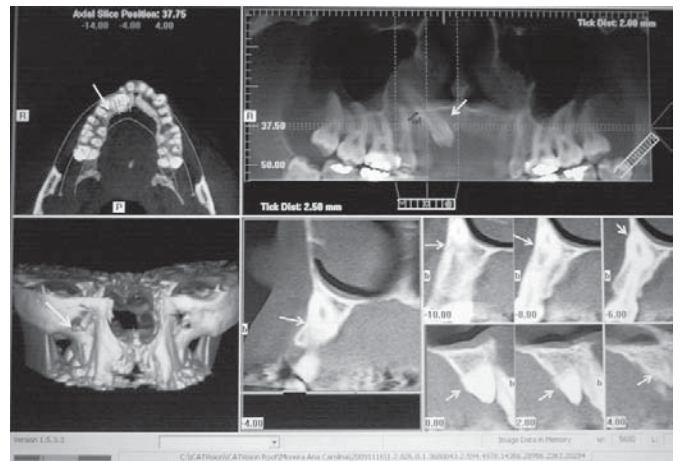 Axial Slice Position: 37.75
-14.00 -4.00 4.00
R
P
Tick Dist: 2.00 mm
R
37.50
50.00
Tick Dist: 2.50 mm
b
-4.00
b
-10.00
b
-8.00
b
-6.00
b
0.00
b
2.00
4.00
Version 1.5.3.3
Image Data in Memory
W:
5600
L: